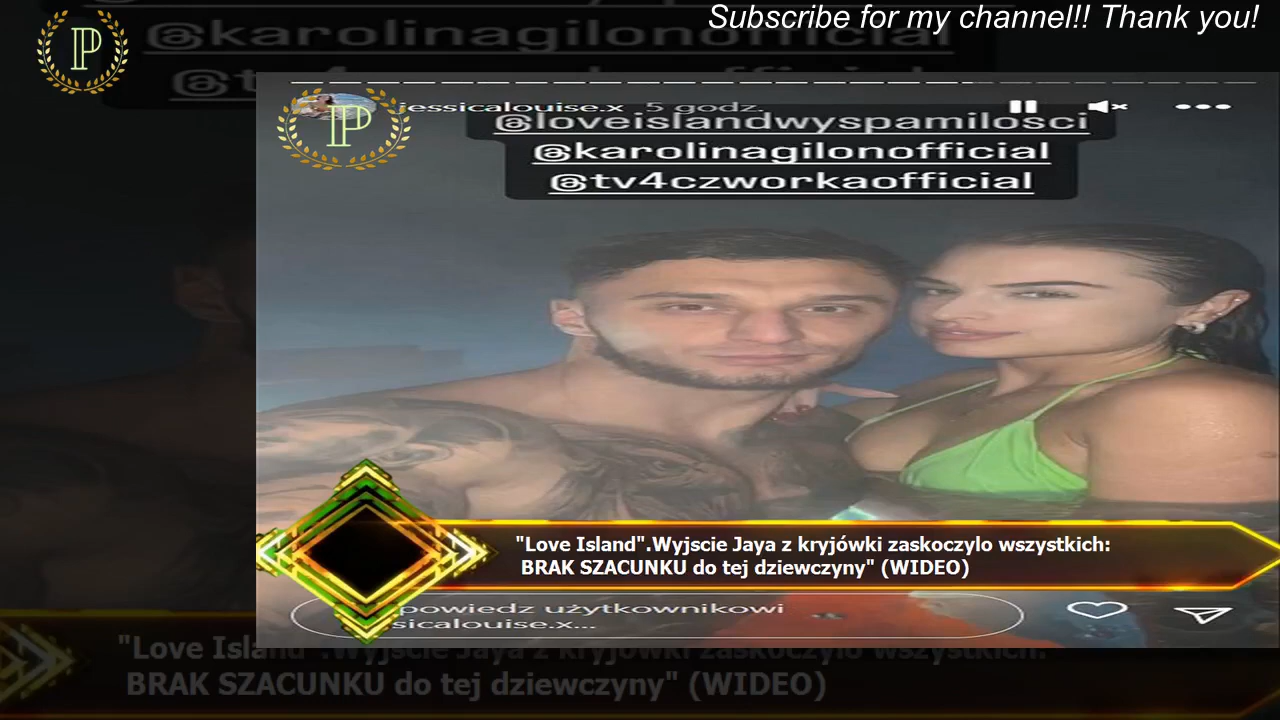 Subscribe for my channel!! Thank you!
@karolinagilonofficial
P
jessicalouise.x 5 godz.
P
@loveislandwyspamilosci
@karolinagilonofficial
@tv4czworkaofficial
"Love Island".Wyjscie Jaya z kryjówki zaskoczylo wszystkich:
BRAK SZACUNKU do tej dziewczyny" (WIDEO)
powiedz użytkownikowi
sicalouise.x...
"Love Island".Wyjscie Jaya z kryjówki zaskoczylo wszystkich:
BRAK SZACUNKU do tej dziewczyny" (WIDEO)